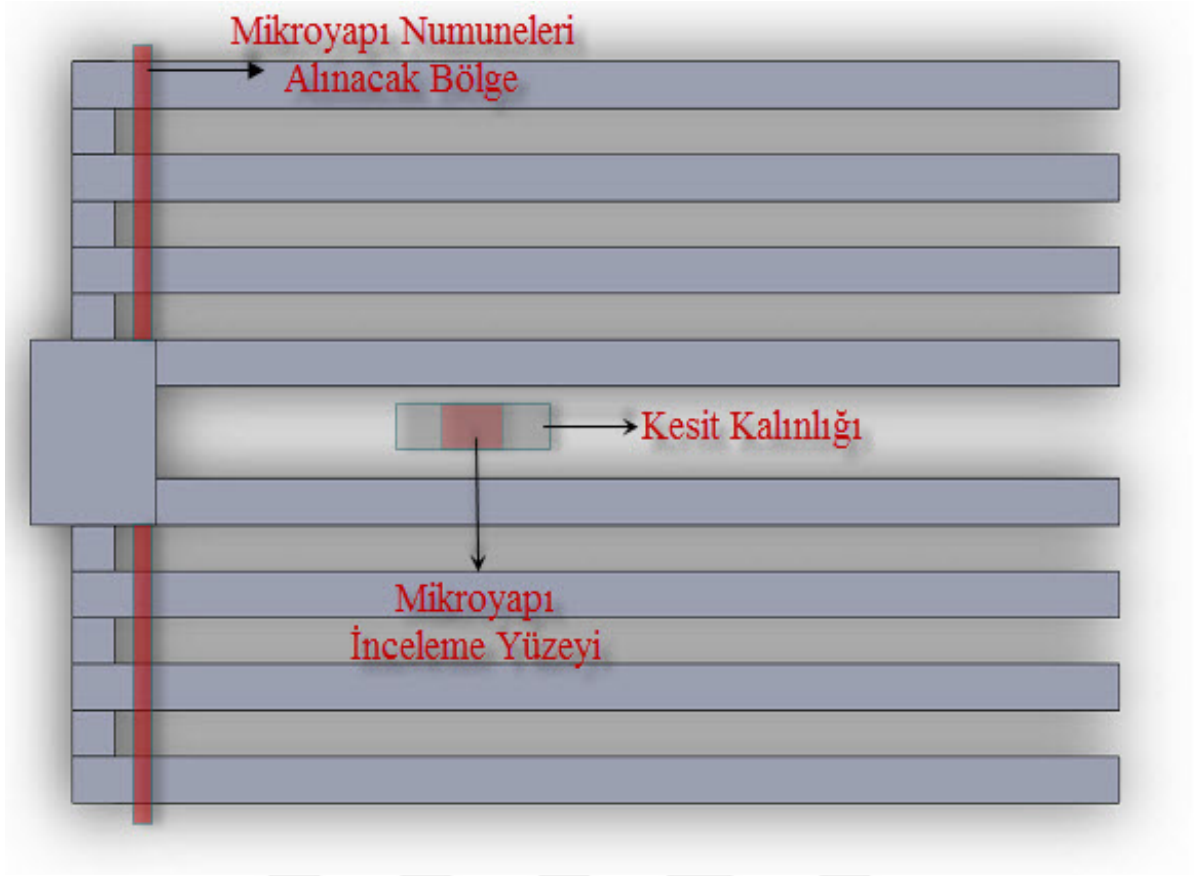 Mikroyapı Numuneleri
Alınacak Bölge
Kesit Kalınlığı
Mikroyapı
İnceleme Yüzeyi